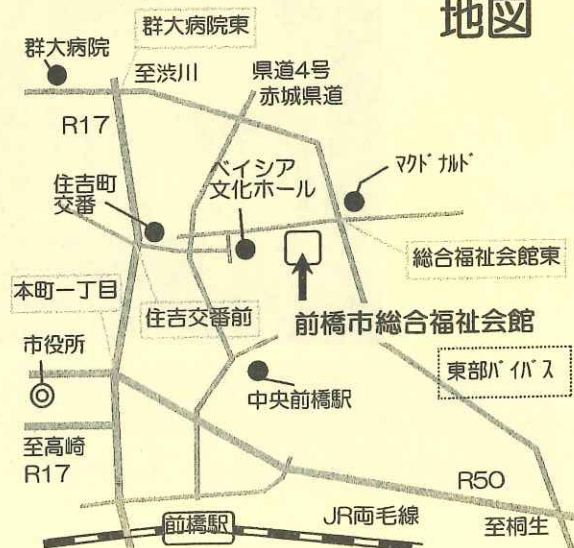 地図
群大病院東
群大病院
至渋川
県道4号
赤城県道
R17
ベイシア
文化ホール
マクドナルド
住吉町
交番
総合福祉会館東
本町一丁目
住吉交番前
前橋市総合福祉会館
市役所
東部バイパス
中央前橋駅
至高崎
R17
R50
前橋駅
JR両毛線
至桐生